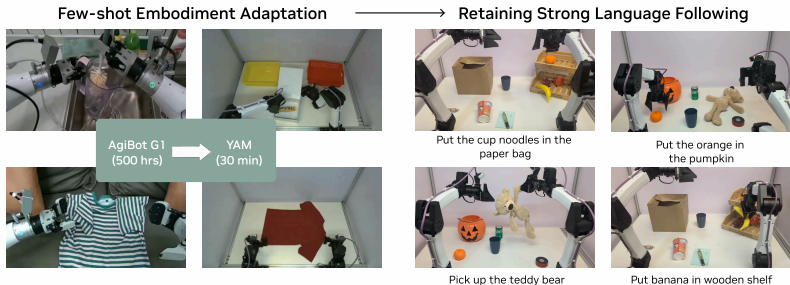 Few-shot Embodiment Adaptation
Retaining Strong Language Following
AgiBot G1
(500 hrs)
YAM
(30 min)
Put the cup noodles in the
paper bag
Put the orange in
the pumpkin
Pick up the teddy bear
Put banana in wooden shelf